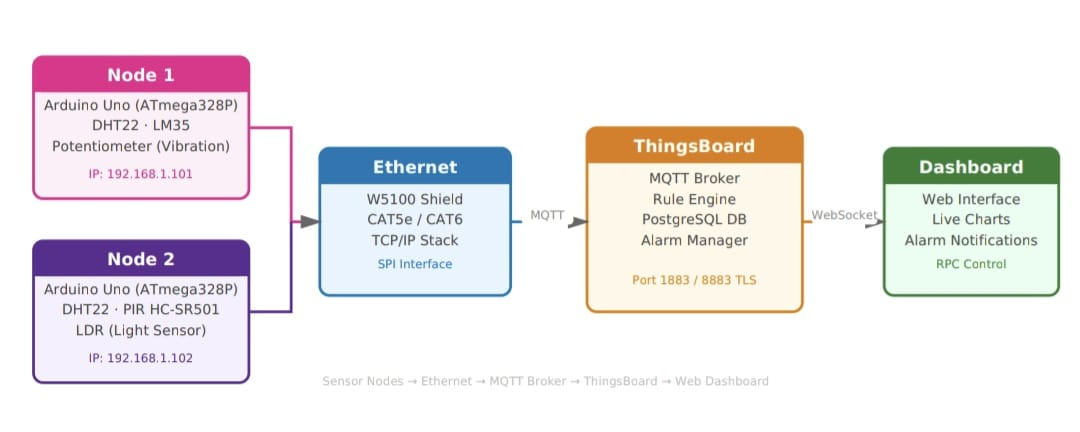 Node 1
Arduino Uno (ATmega328P)
DHT22 · LM35
Potentiometer (Vibration)
IP: 192.168.1.101
Node 2
Arduino Uno (ATmega328P)
DHT22 · PIR HC-SR501
LDR (Light Sensor)
IP: 192.168.1.102
Ethernet
W5100 Shield
CAT5e / CAT6
TCP/IP Stack
SPI Interface
MQTT
ThingsBoard
MQTT Broker
Rule Engine
PostgreSQL DB
Alarm Manager
Port 1883 / 8883 TLS
WebSocket
Dashboard
Web Interface
Live Charts
Alarm Notifications
RPC Control
Sensor Nodes → Ethernet → MQTT Broker → ThingsBoard → Web Dashboard